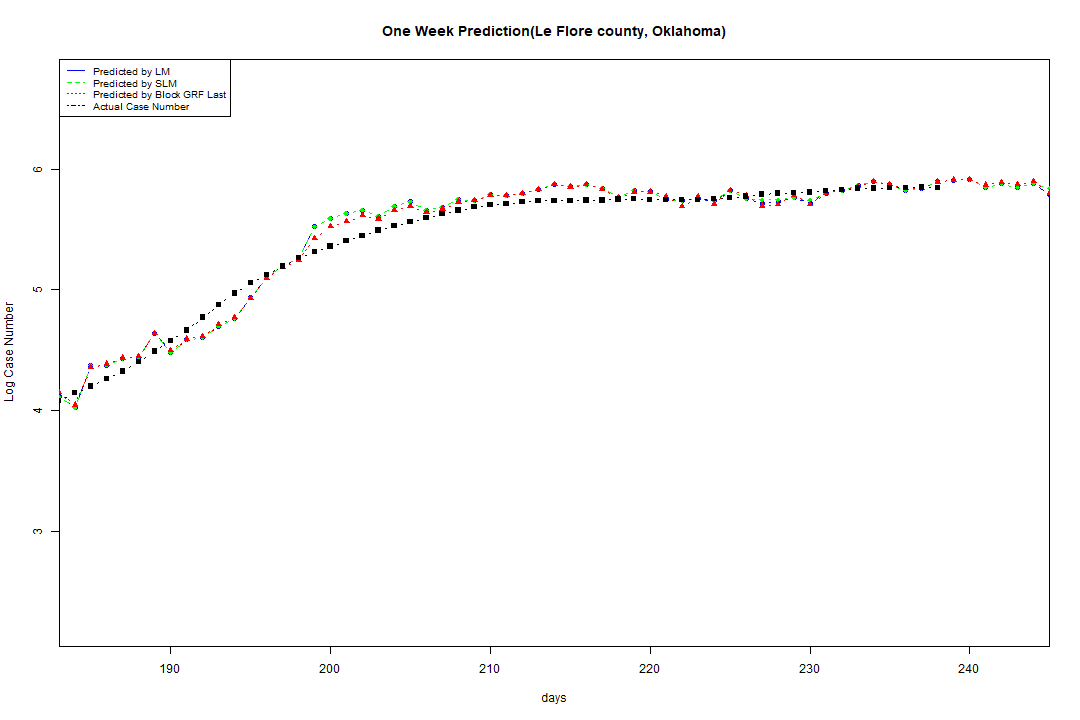 One Week Prediction(Le Flore county, Oklahoma)
Predicted by LM
Predicted by SLM
Predicted by Block GRF Last
Actual Case Number
6
5
4
3
Log Case Number
190 200 210 220 230 240
days